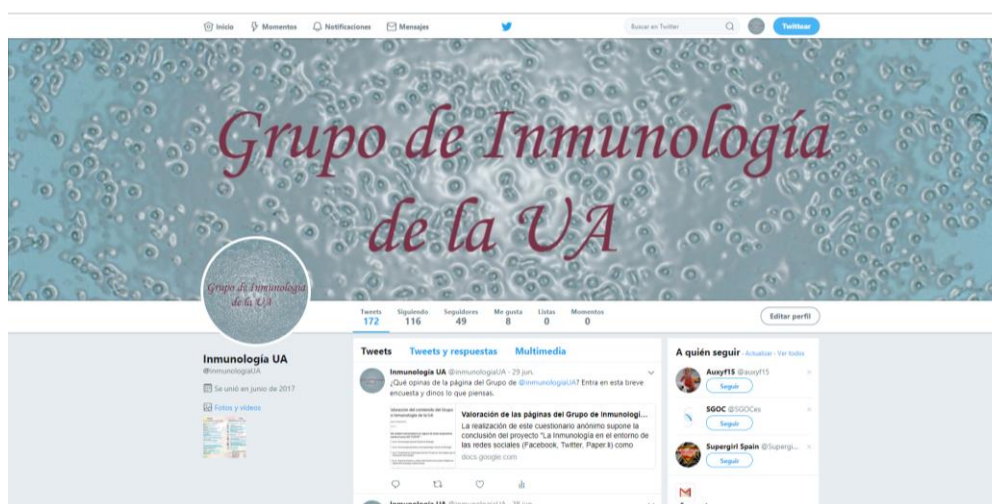 Inicio Momentos Notificaciones Mensajes Buscar en Twitter Twittear
Grupo de Inmunología
de la UA
Grupo de Inmunología
de la UA
Tweets Siguiendo Seguidores Me gusta Listas Momentos
172 116 49 8 0 0
Editar perfil
Inmunología UA
@inmunologiaUA
Se unió en junio de 2017
Fotos y vídeos
Tweets Tweets y respuestas Multimedia
Inmunología UA @inmunologiaUA · 29 jun.
¿Qué opinas de la página del Grupo de @inmunologiaUA? Entra en esta breve
encuesta y dinos lo que piensas.
Valoración de las páginas del Grupo de Inmunologí...
La realización de este cuestionario anónimo supone la
conclusión del proyecto "La Inmunología en el entorno de
las redes sociales (Facebook, Twitter, Paper.li) como
docs.google.com
Inmunología UA @inmunologiaUA · 28 jun.
A quién seguir · Actualizar · Ver todos
Auxyf15 @auxyf15
Seguir
SGOC @SGOCes
Seguir
Supergirl Spain @Supergi...
Seguir